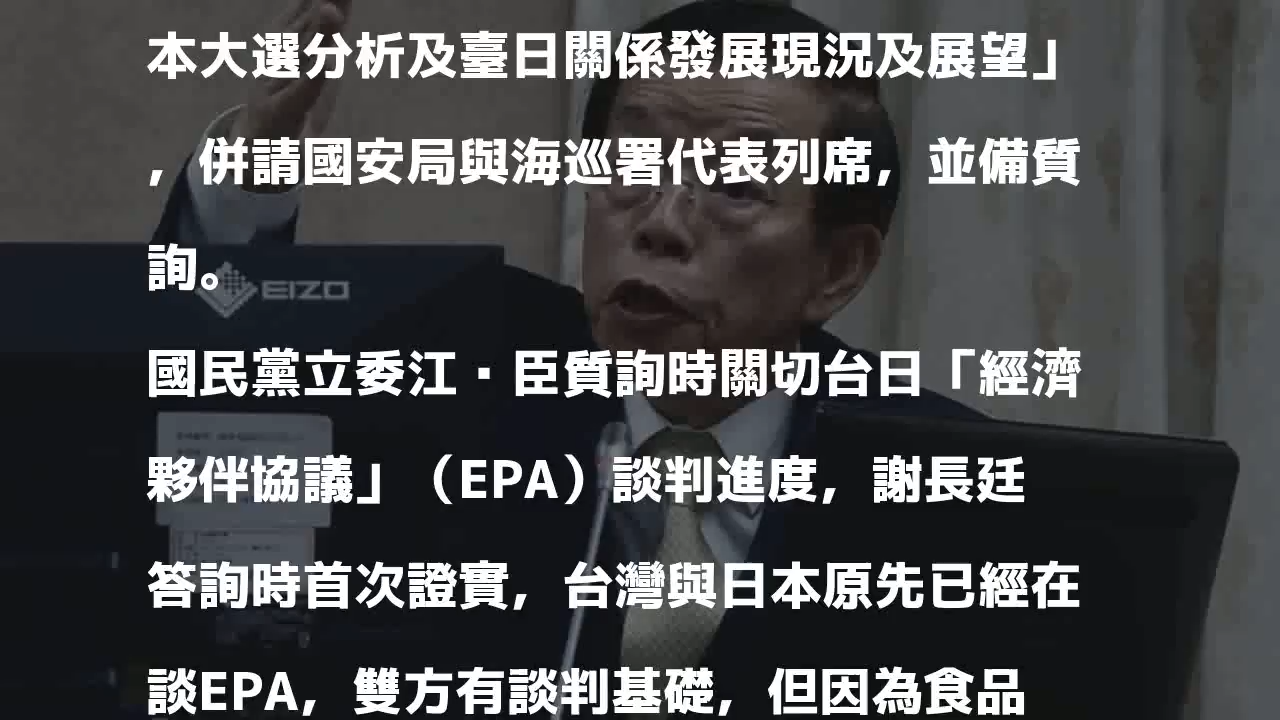 本大選分析及臺日關係發展現況及展望」
，併請國安局與海巡署代表列席，並備質
詢。
EIZO
國民黨立委江▪臣質詢時關切台日「經濟
夥伴協議」（EPA）談判進度，謝長廷
答詢時首次證實，台灣與日本原先已經在
談EPA，雙方有談判基礎，但因為食品